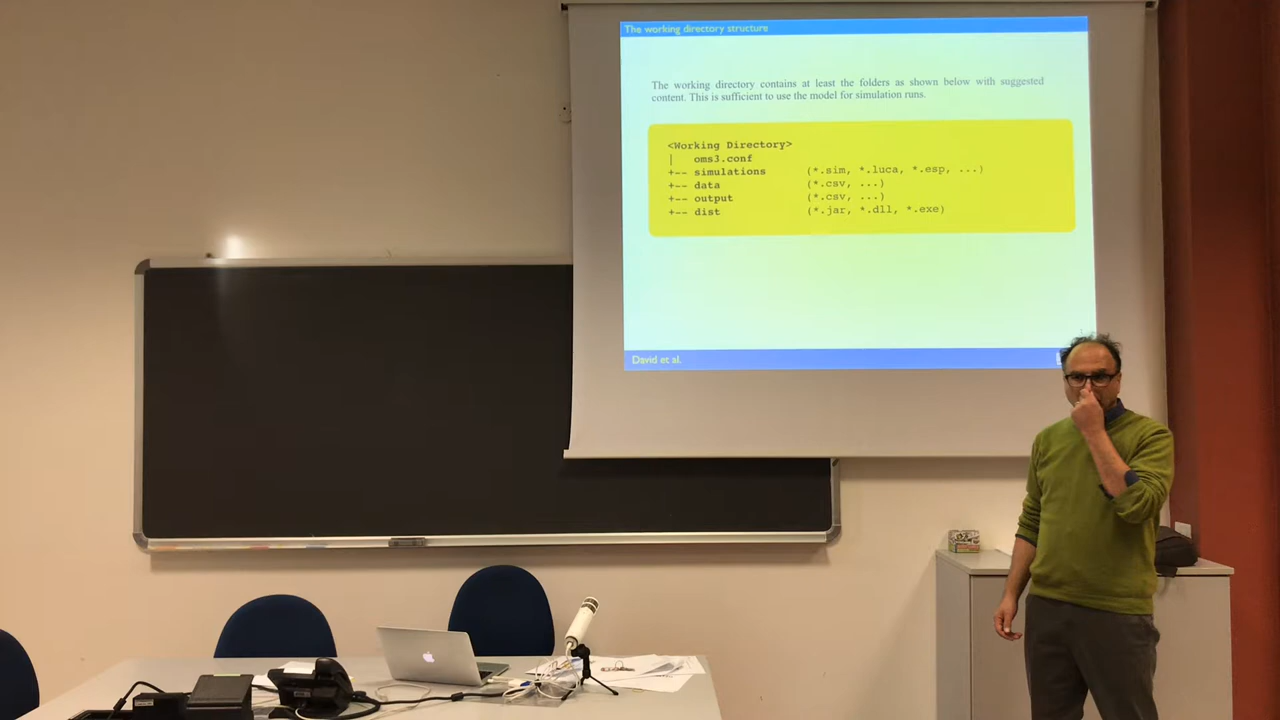 The working directory structure
The working directory contains at least the folders as shown below with suggested
content. This is sufficient to use the model for simulation runs.
<Working Directory>
|   oms3.conf
+-- simulations (*.sim, *.luca, *.esp, ...)
+-- data (*.csv, ...)
+-- output (*.csv, ...)
+-- dist (*.jar, *.dll, *.exe)
David et al.